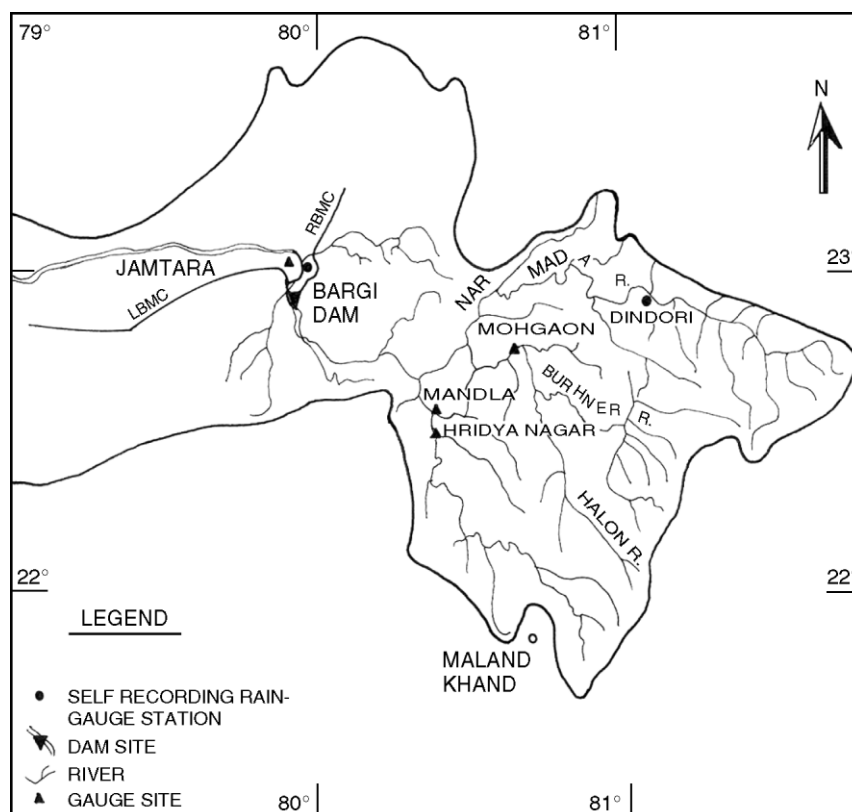 79°
80°
81°
N
RBMC
JAMTARA
LBMC
BARGI
DAM
NAR
MAD
A
R.
23°
DINDORI
MOHGAON
BURHNER
R.
MANDLA
HRIDYA NAGAR
HALON R.
22°
22°
LEGEND
MALAND
KHAND
SELF RECORDING RAIN-
GAUGE STATION
DAM SITE
RIVER
GAUGE SITE
80°
81°